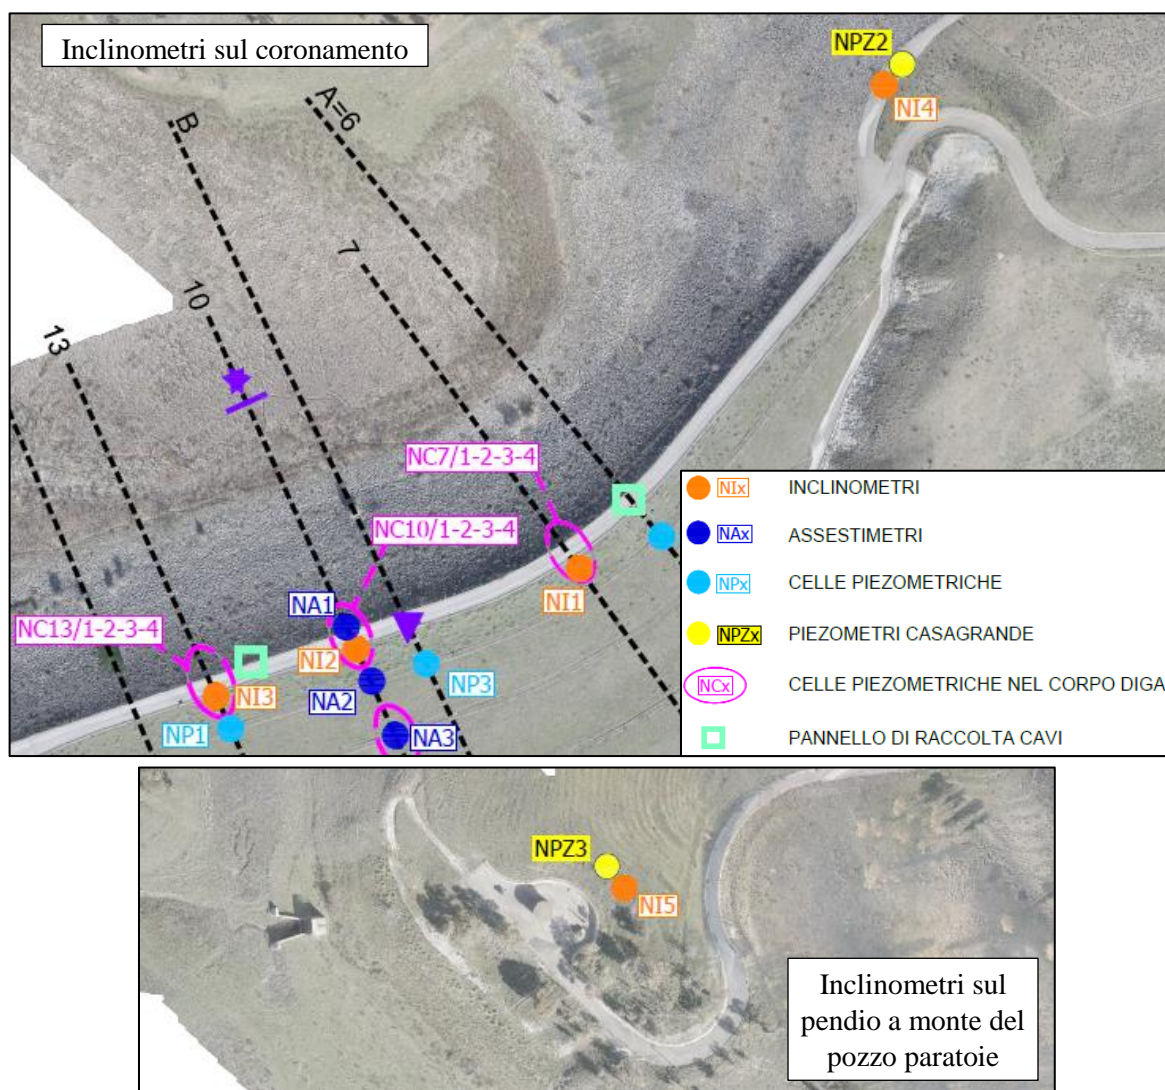 Inclinometri sul coronamento
NPZ2
NI4
A=6
B
7
10
13
NC7/1-2-3-4
NC10/1-2-3-4
NI1
NA1
NC13/1-2-3-4
NI2
NI3
NA2
NP3
NP1
NA3
NIx INCLINOMETRI
NAx ASSESTIMETRI
NPx CELLE PIEZOMETRICHE
NPZx PIEZOMETRI CASAGRANDE
NCx CELLE PIEZOMETRICHE NEL CORPO DIGA
PANNELLO DI RACCOLTA CAVI
NPZ3
NI5
Inclinometri sul
pendio a monte del
pozzo paratoie